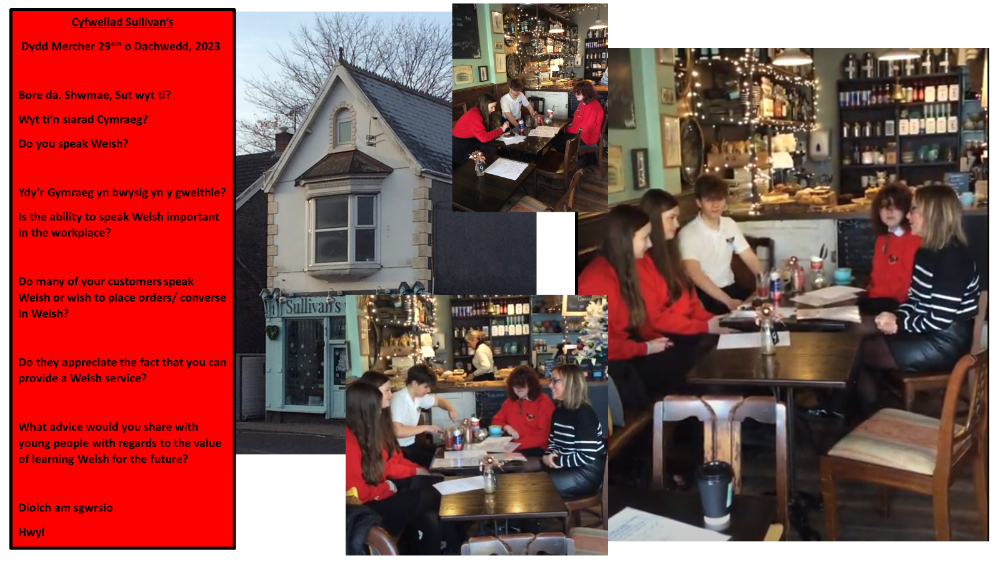 Cyfweliad Sullivan's
Dydd Mercher 29ain o Dachwedd, 2023
Bore da. Shwmae, Sut wyt ti?
Wyt ti'n siarad Cymraeg?
Do you speak Welsh?
Ydy'r Gymraeg yn bwysig yn y gweithle?
Is the ability to speak Welsh important
in the workplace?
Do many of your customers speak
Welsh or wish to place orders/ converse
in Welsh?
Do they appreciate the fact that you can
provide a Welsh service?
What advice would you share with
young people with regards to the value
of learning Welsh for the future?
Diolch am sgwrsio
Hwyl
Sullivan's
9
9